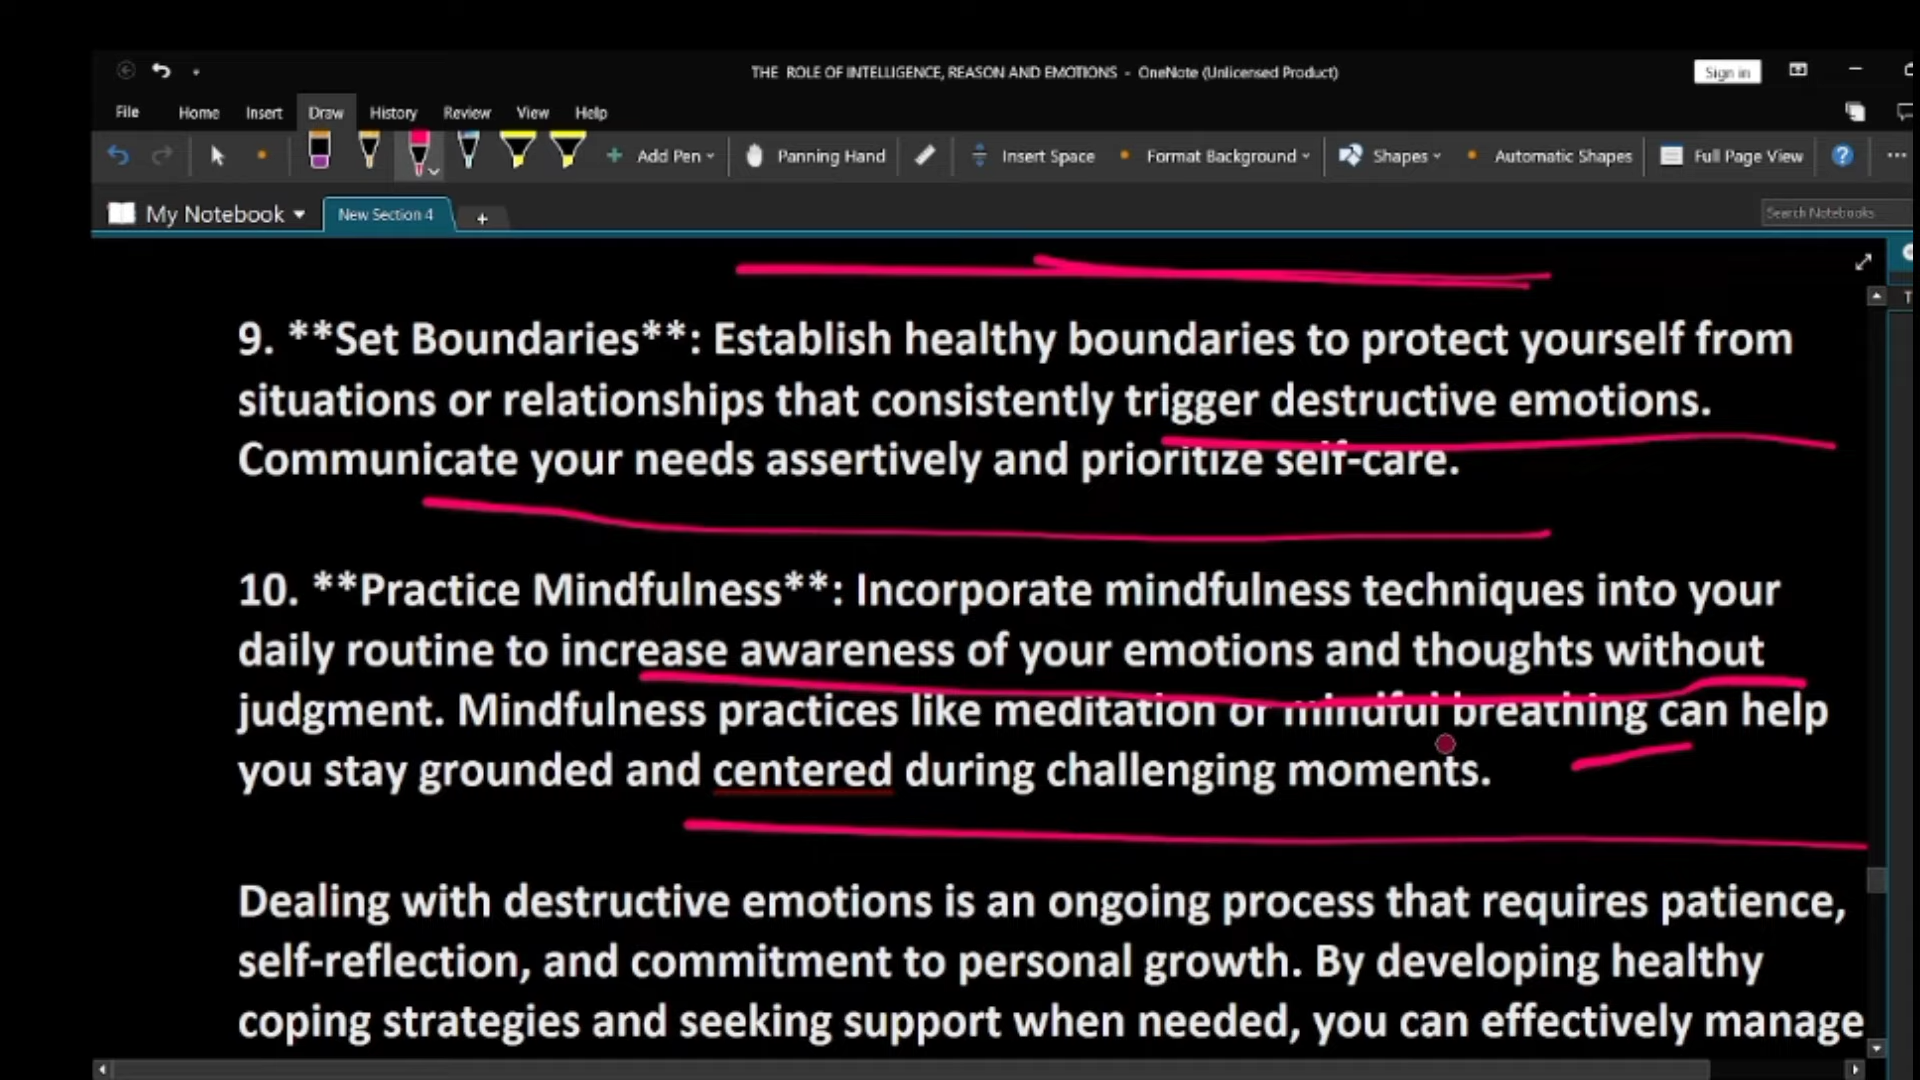 THE ROLE OF INTELLIGENCE, REASON AND EMOTIONS - OneNote (Unlicensed Product)
Sign in
File Home Insert Draw History Review View Help
Add Pen Panning Hand Insert Space Format Background Shapes Automatic Shapes Full Page View ? ...
My Notebook New Section 4 + Search Notebooks
9. **Set Boundaries**: Establish healthy boundaries to protect yourself from
situations or relationships that consistently trigger destructive emotions.
Communicate your needs assertively and prioritize self-care.
10. **Practice Mindfulness**: Incorporate mindfulness techniques into your
daily routine to increase awareness of your emotions and thoughts without
judgment. Mindfulness practices like meditation or mindful breathing can help
you stay grounded and centered during challenging moments.
Dealing with destructive emotions is an ongoing process that requires patience,
self-reflection, and commitment to personal growth. By developing healthy
coping strategies and seeking support when needed, you can effectively manage